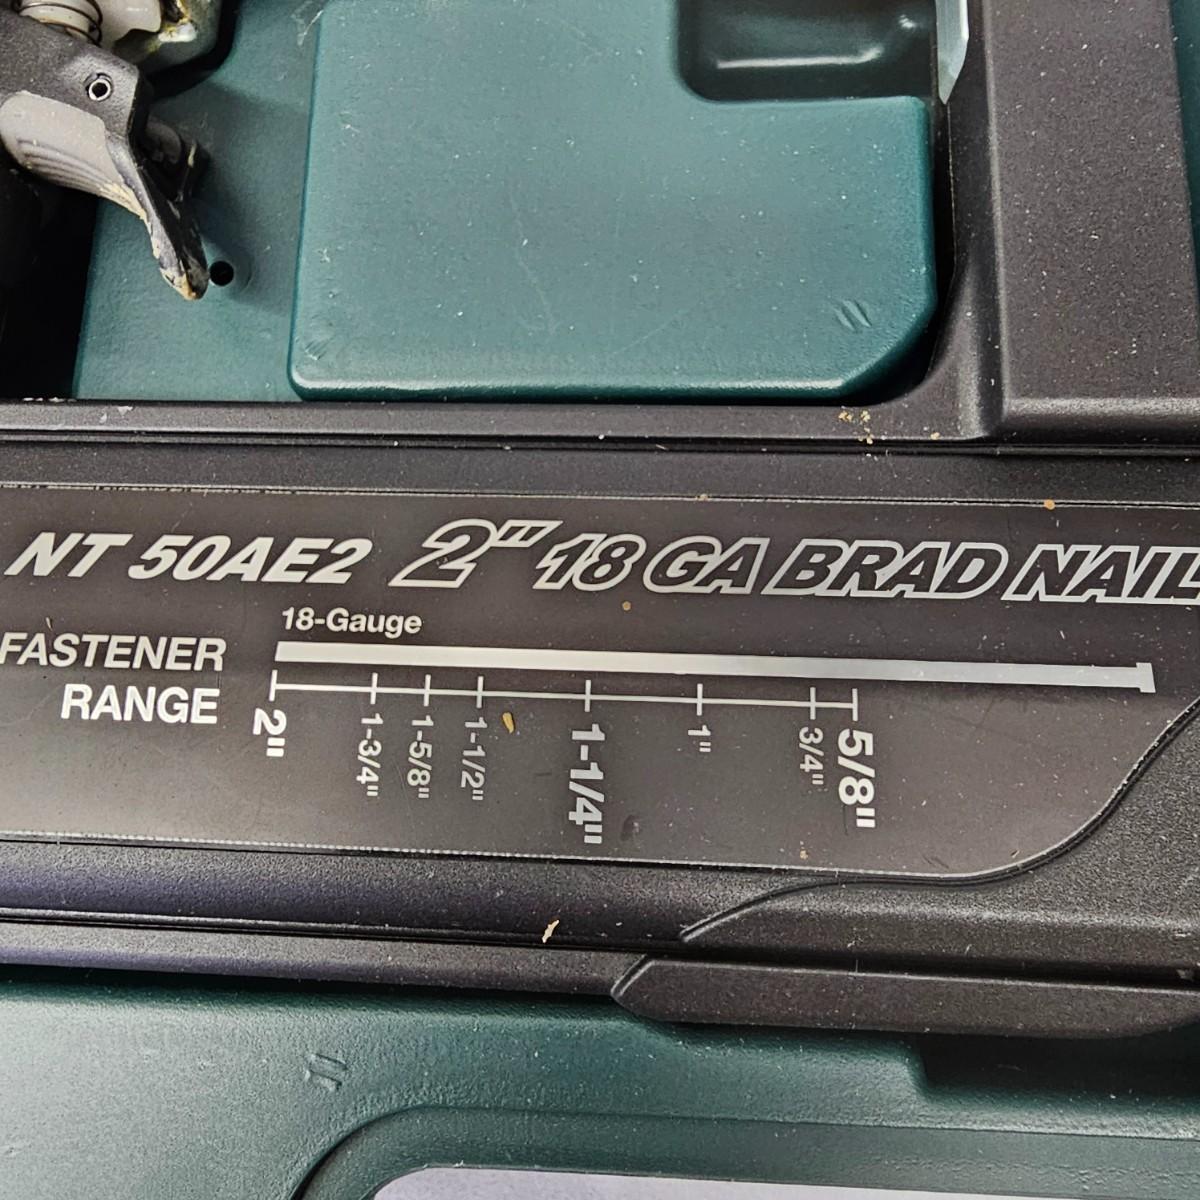 NT 50AE2 2" 18 GA BRAD NAIL
18-Gauge
FASTENER
RANGE
2"
1-3/4"
1-5/8"
1-1/2"
1-1/4"
1"
3/4"
5/8"